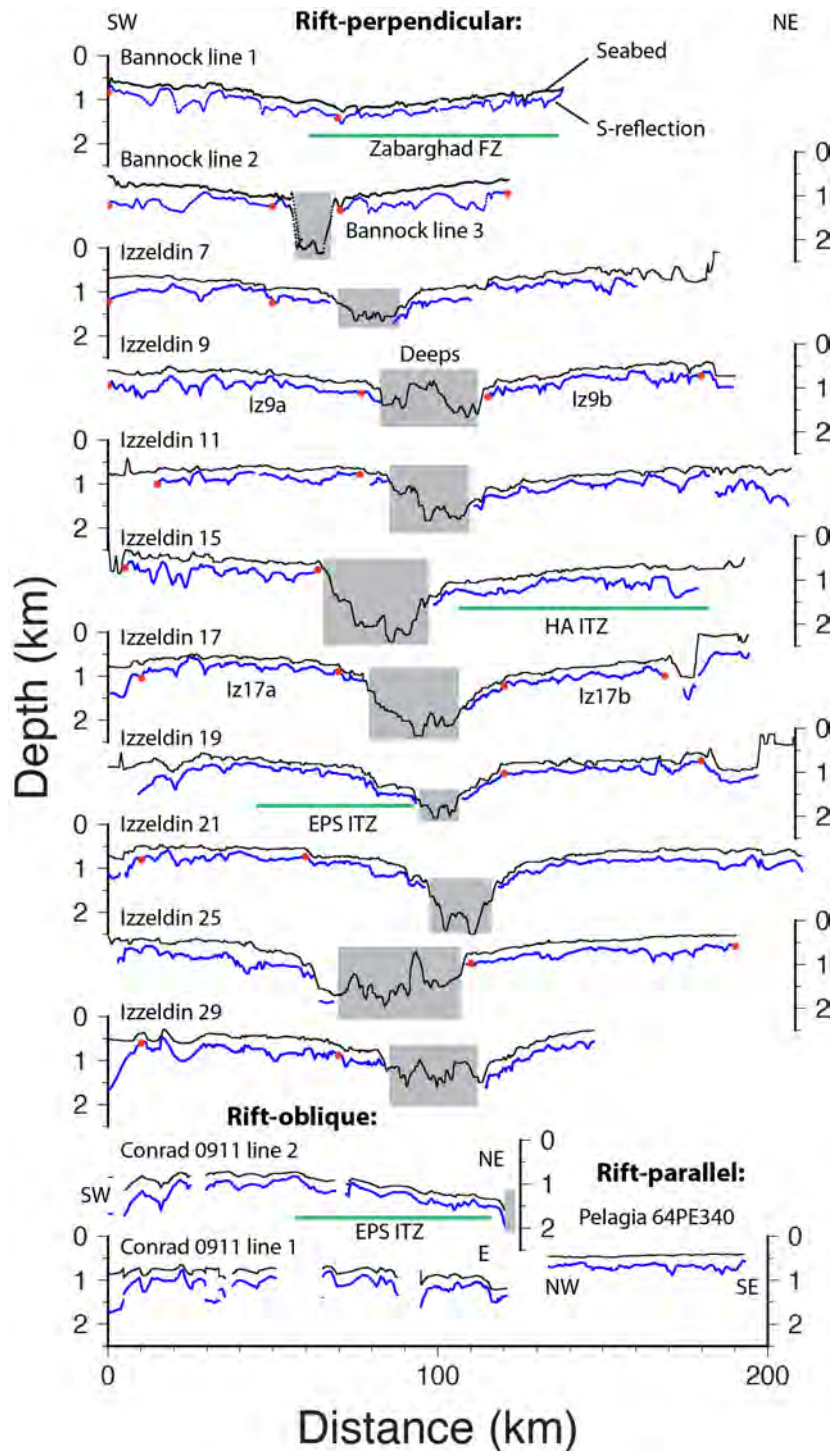 SW Rift-perpendicular: NE
0 Bannock line 1 Seabed
1
2 S-reflection
Zabarghad FZ
Bannock line 2 0
1
Bannock line 3 2
Izzeldin 7
0
1
2
Izzeldin 9 Deeps 0
Iz9a Iz9b 1
2
Izzeldin 11
0
1
2
Izzeldin 15 0
1
HA ITZ 2
Izzeldin 17
0
1 Iz17a Iz17b
2
Izzeldin 19 0
1
EPS ITZ 2
Izzeldin 21
0
1
2
Izzeldin 25 0
1
2
Izzeldin 29
0
1
2
Depth (km)
Rift-oblique:
Conrad 0911 line 2 NE 0
SW 1
2
EPS ITZ
Rift-parallel:
Pelagia 64PE340
Conrad 0911 line 1 E
0 0
1 NW SE 1
2 2
0 100 200
Distance (km)